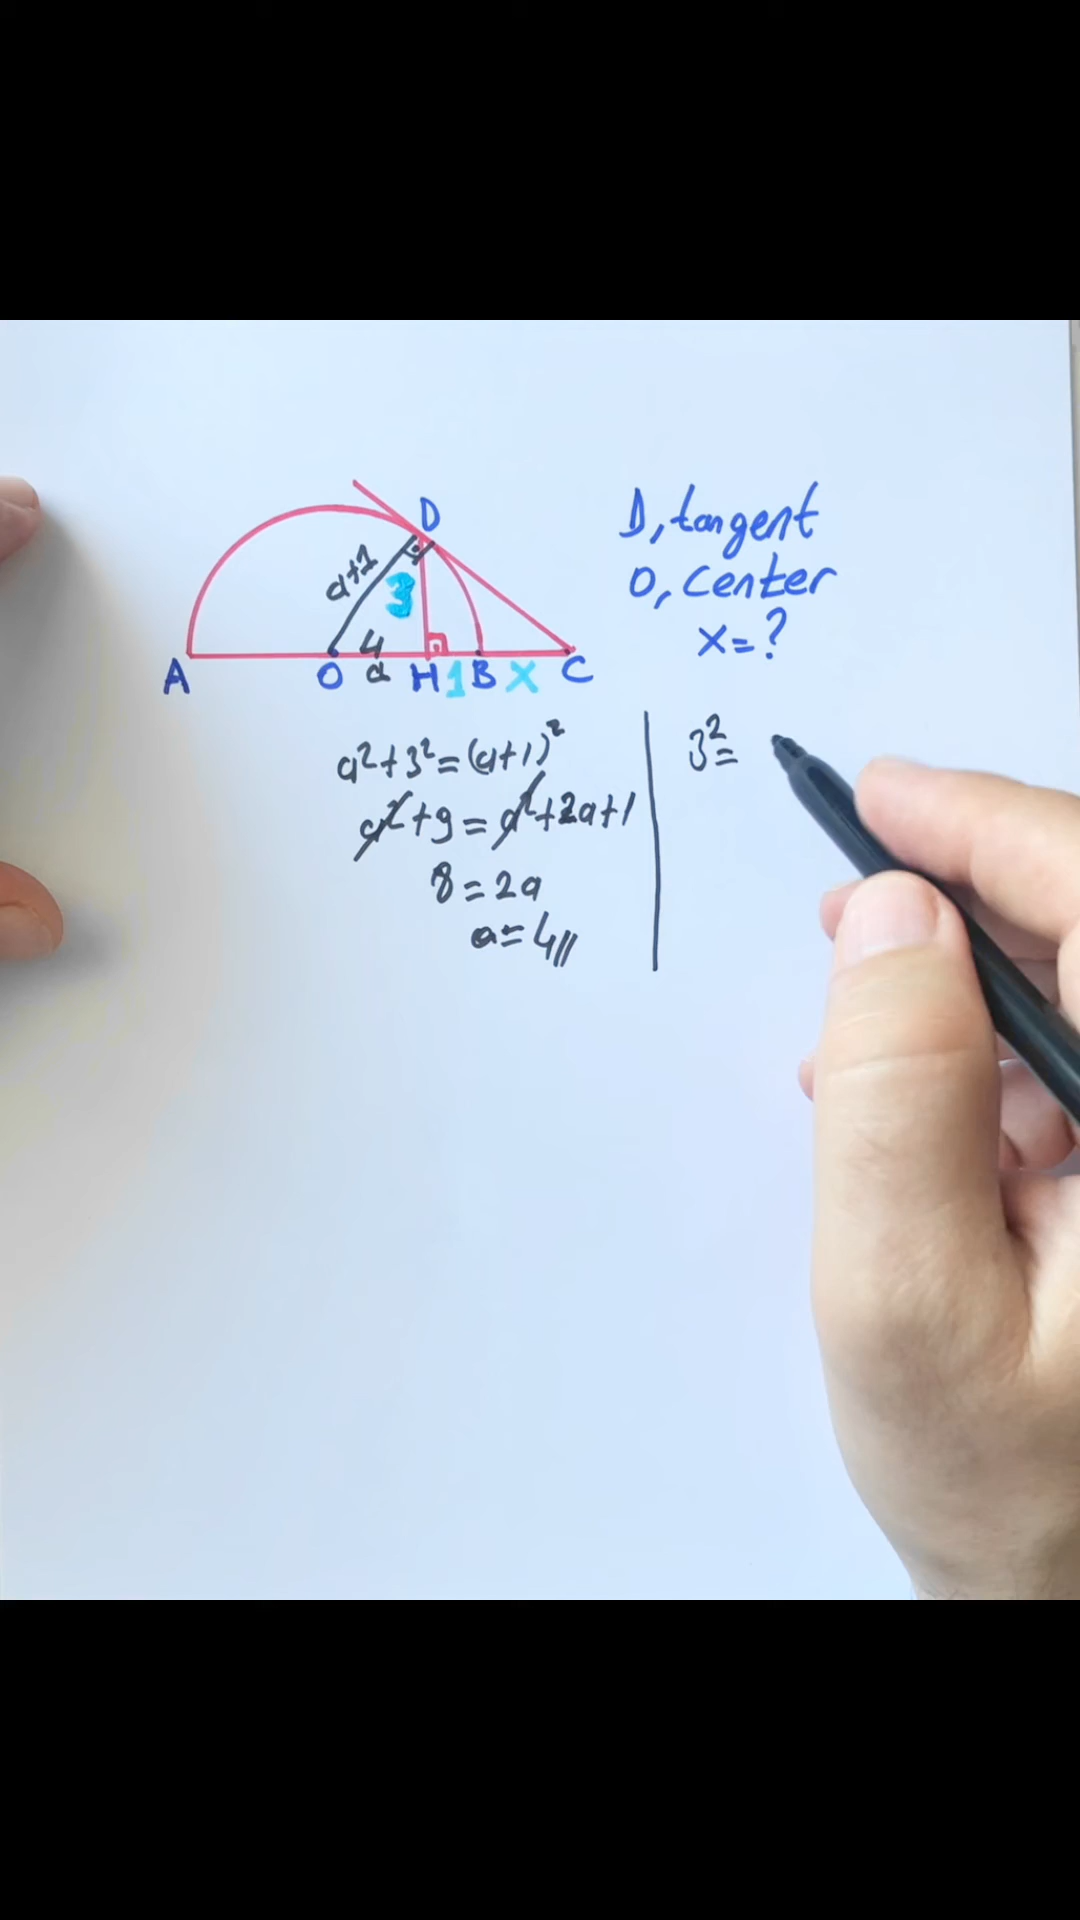 D
D, tangent
a+1
3
O, center
4
x=?
A O a H 1 B X C
a²+3²=(a+1)²
a²+9=a²+2a+1
8=2a
a=4
3²=